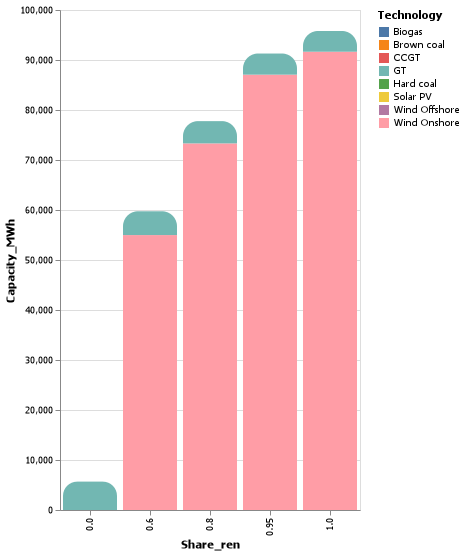 100,000
90,000
80,000
70,000
60,000
50,000
40,000
30,000
20,000
10,000
0
Capacity_MWh
0.0
0.6
0.8
0.95
1.0
Share_ren
Technology
Biogas
Brown coal
CCGT
GT
Hard coal
Solar PV
Wind Offshore
Wind Onshore